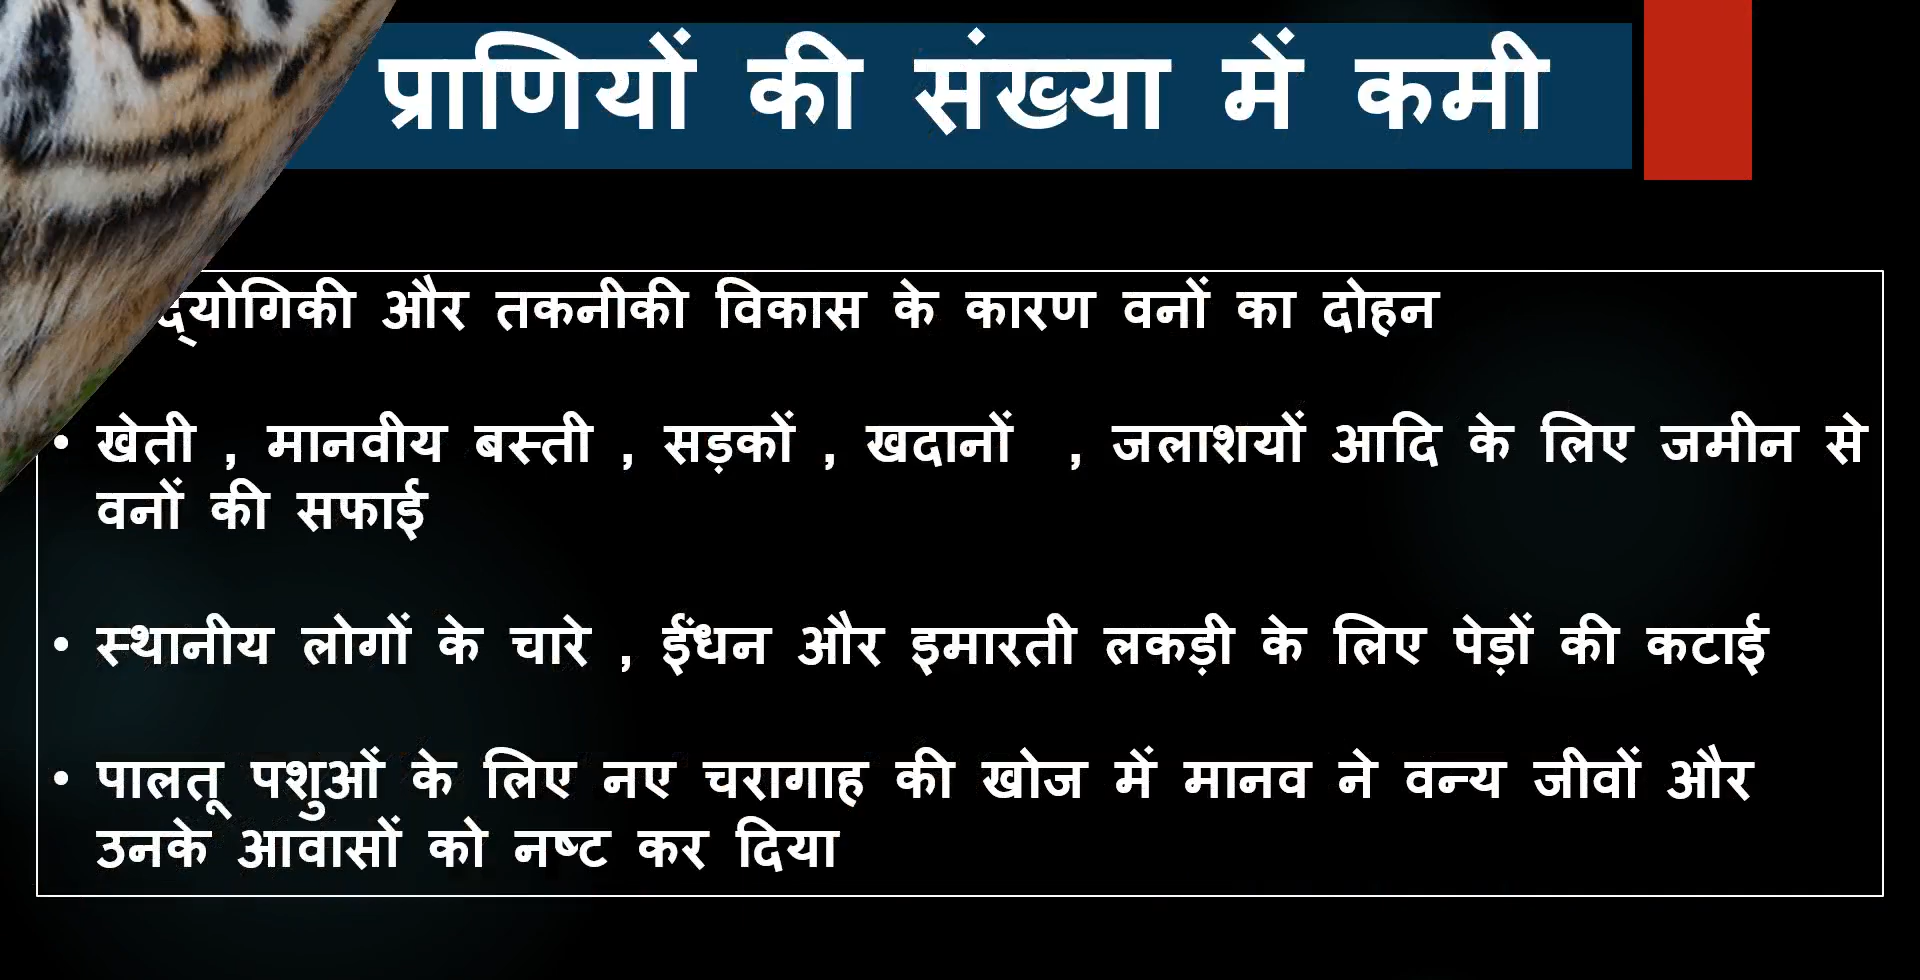 प्राणियों की संख्या में कमी
और तकनीकी विकास के कारण वनों का दोहन
• खेती , मानवीय बस्ती , सड़कों , खदानों , जलाशयों आदि के लिए जमीन से
वनों की सफाई
• स्थानीय लोगों के चारे , ईंधन और इमारती लकड़ी के लिए पेड़ों की कटाई
• पालतू पशुओं के लिए नए चरागाह की खोज में मानव ने वन्य जीवों और
उनके आवासों को नष्ट कर दिया